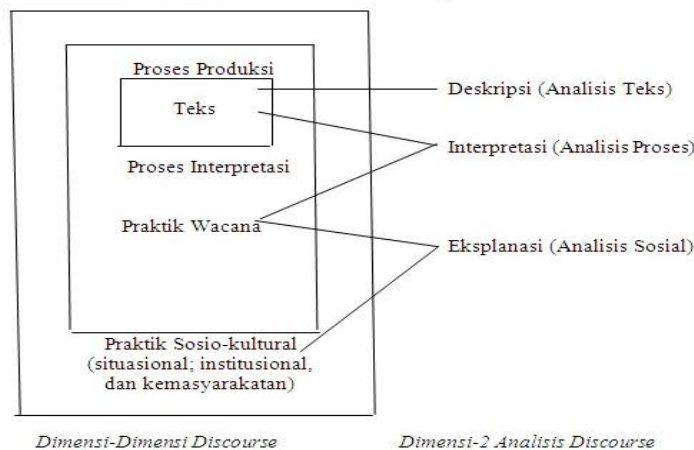 Proses Produksi
Deskripsi (Analisis Teks)
Teks
Interpretasi (Analisis Proses)
Proses Interpretasi
Praktik Wacana
Eksplanasi (Analisis Sosial)
Praktik Sosio-kultural
(situasional; institusional,
dan kemasyarakatan)
Dimensi-Dimensi Discourse
Dimensi-2 Analisis Discourse